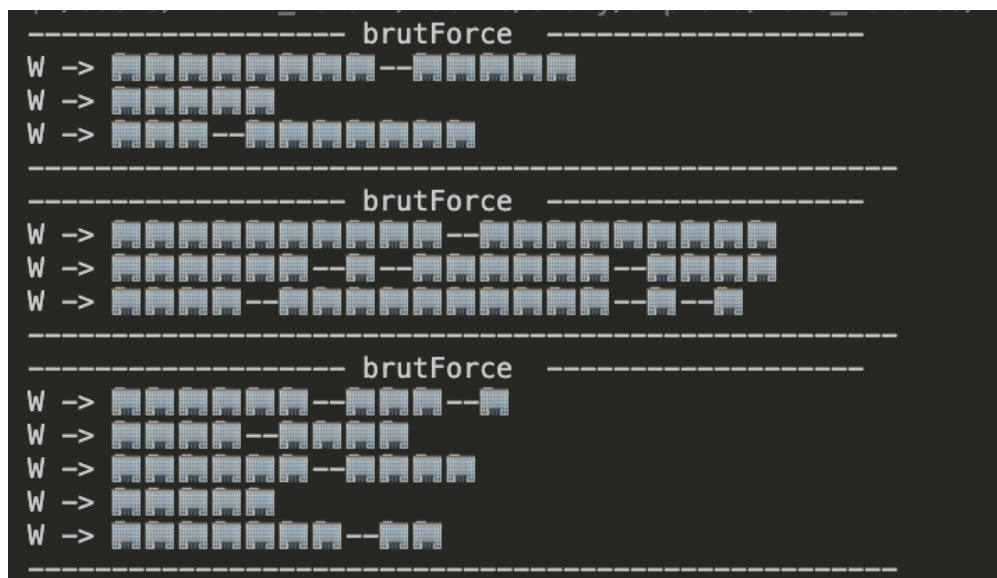 ------------------- brutForce  -------------------
W -> 🏢🏢🏢🏢🏢🏢🏢🏢--🏢🏢🏢🏢🏢
W -> 🏢🏢🏢🏢🏢
W -> 🏢🏢🏢--🏢🏢🏢🏢🏢🏢🏢
----------------------------------------------------
------------------- brutForce  -------------------
W -> 🏢🏢🏢🏢🏢🏢🏢🏢🏢🏢--🏢🏢🏢🏢🏢🏢🏢🏢🏢
W -> 🏢🏢🏢🏢🏢🏢--🏢--🏢🏢🏢🏢🏢🏢--🏢🏢🏢🏢
W -> 🏢🏢🏢🏢--🏢🏢🏢🏢🏢🏢🏢🏢🏢🏢--🏢--🏢
----------------------------------------------------
------------------- brutForce  -------------------
W -> 🏢🏢🏢🏢🏢🏢--🏢🏢🏢--🏢
W -> 🏢🏢🏢🏢--🏢🏢🏢🏢
W -> 🏢🏢🏢🏢🏢🏢--🏢🏢🏢🏢
W -> 🏢🏢🏢🏢🏢
W -> 🏢🏢🏢🏢🏢🏢🏢--🏢🏢
----------------------------------------------------